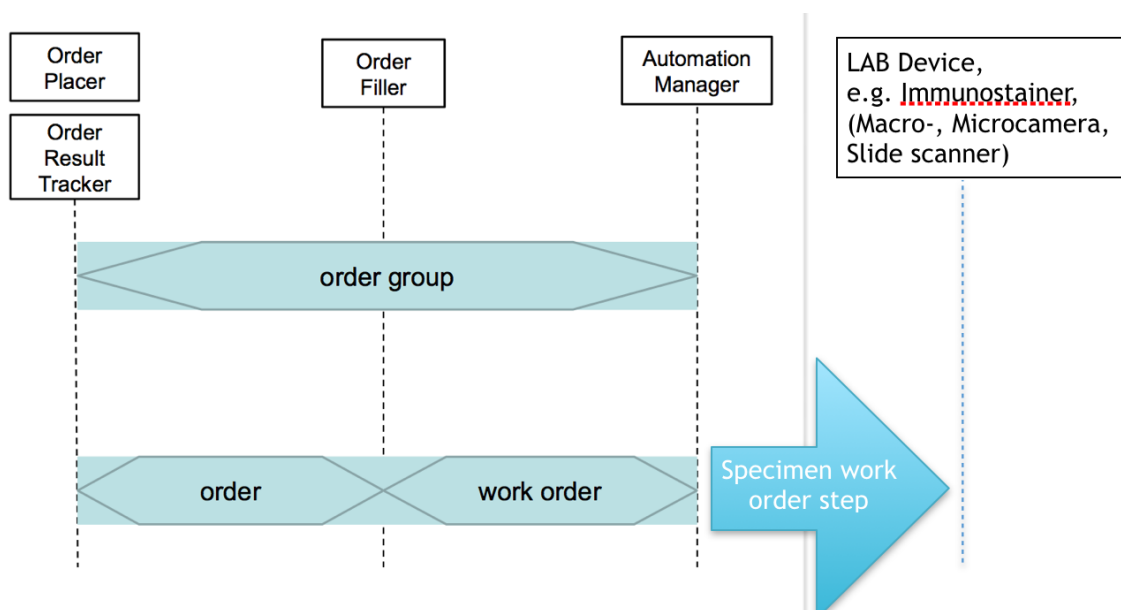 Order
Placer
Order
Result
Tracker
Order
Filler
Automation
Manager
LAB Device,
e.g. Immunostainer,
(Macro-, Microcamera,
Slide scanner)
order group
order
work order
Specimen work
order step